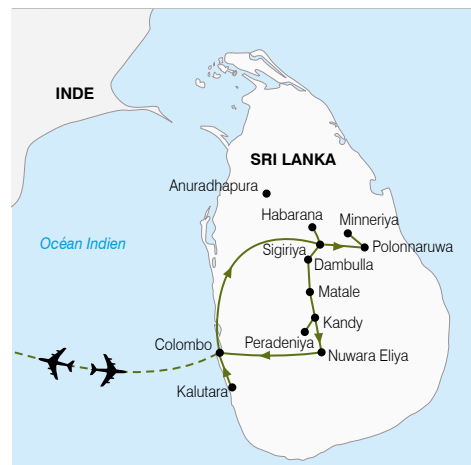 INDE
SRI LANKA
Anuradhapura
Habarana
Minneriya
Océan Indien
Sigiriya
Polonnaruwa
Dambulla
Matale
Kandy
Peradeniya
Colombo
Nuwara Eliya
Kalutara